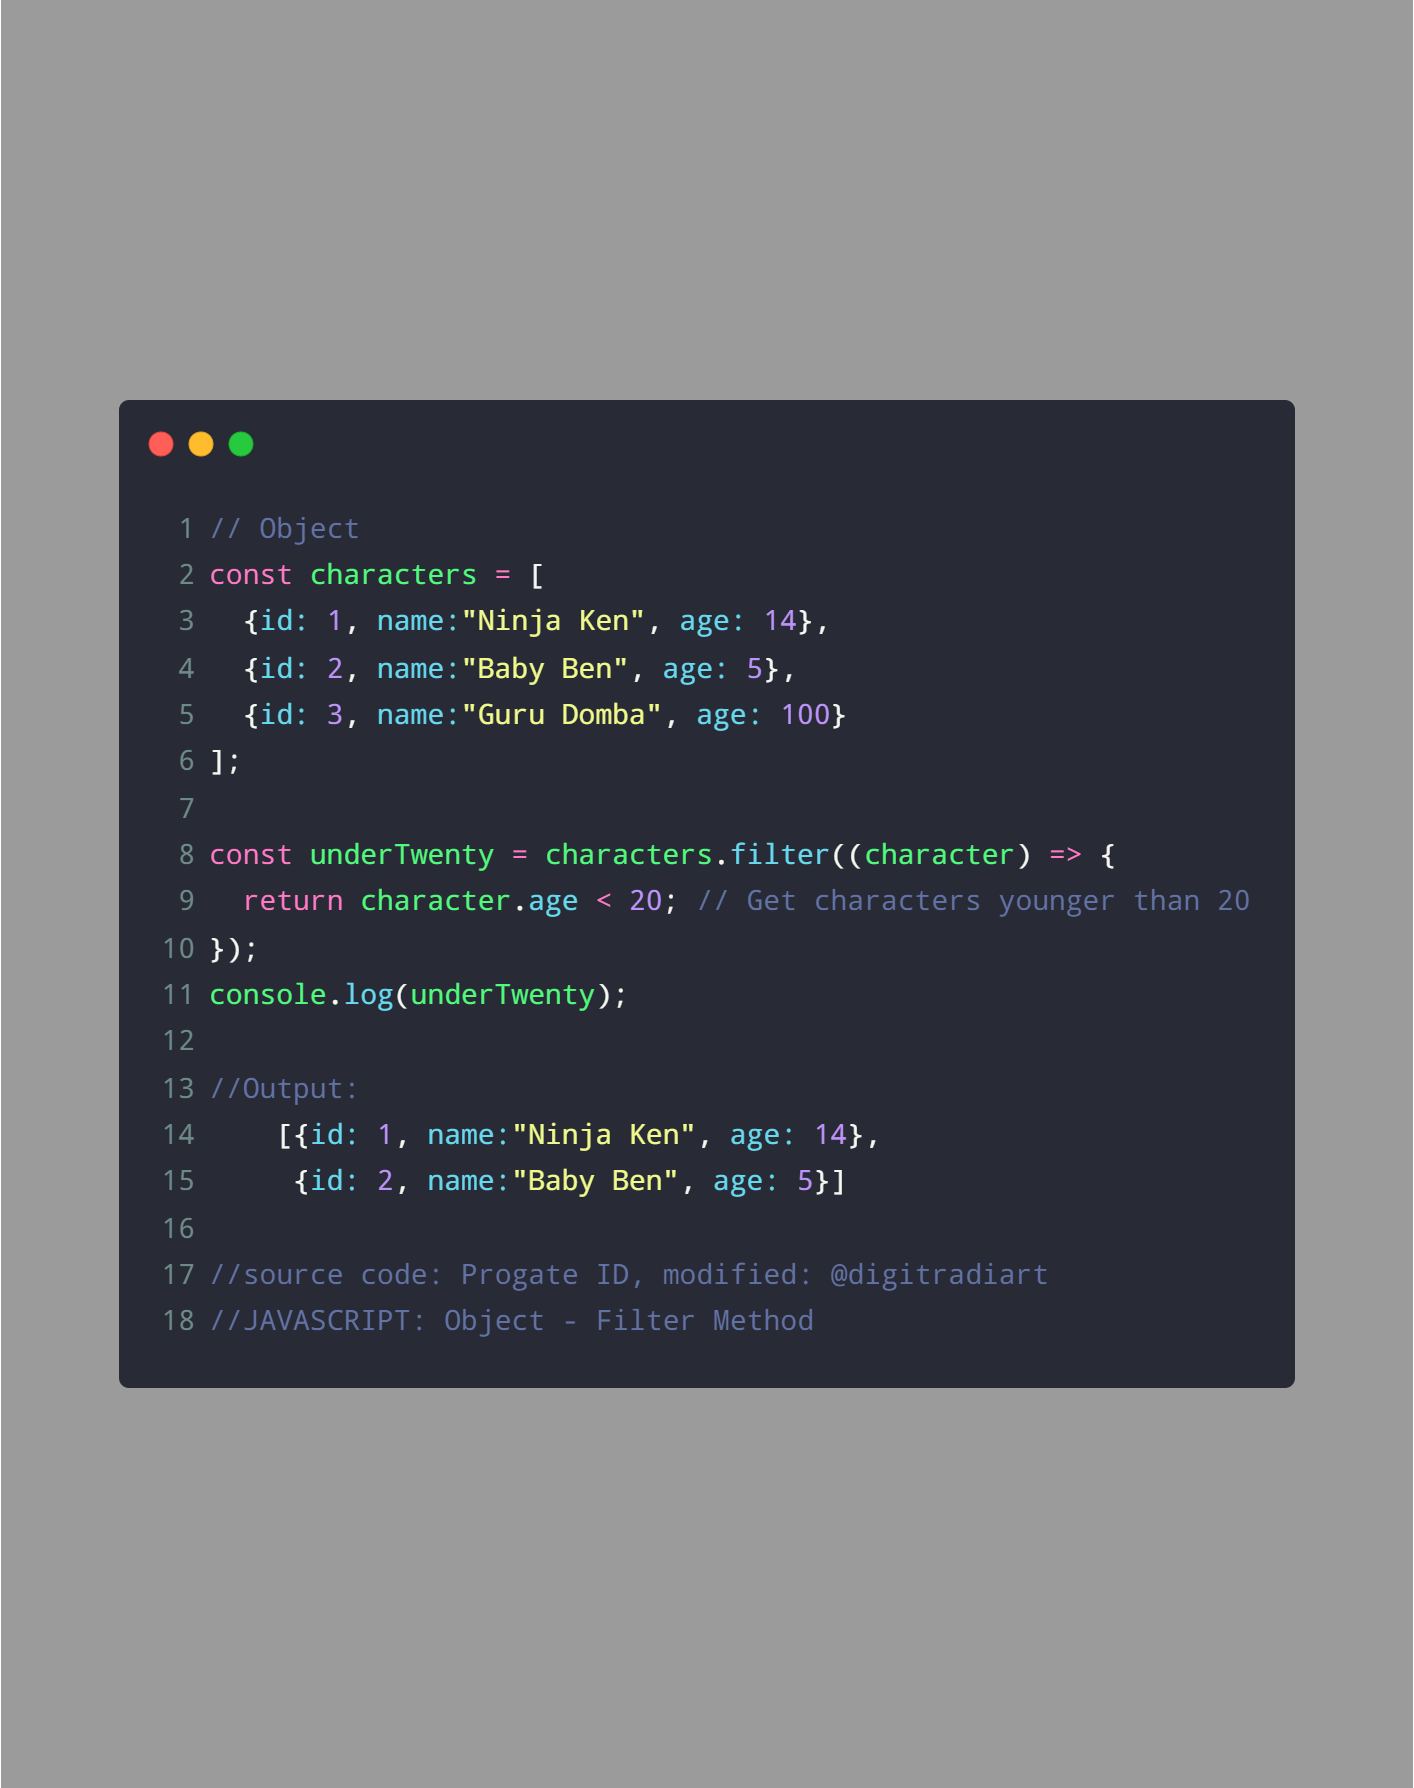 1 // Object
2 const characters = [
3   {id: 1, name:"Ninja Ken", age: 14},
4   {id: 2, name:"Baby Ben", age: 5},
5   {id: 3, name:"Guru Domba", age: 100}
6 ];
7
8 const underTwenty = characters.filter((character) => {
9   return character.age < 20; // Get characters younger than 20
10 });
11 console.log(underTwenty);
12
13 //Output:
14     [{id: 1, name:"Ninja Ken", age: 14},
15      {id: 2, name:"Baby Ben", age: 5}]
16
17 //source code: Progate ID, modified: @digitradiart
18 //JAVASCRIPT: Object - Filter Method